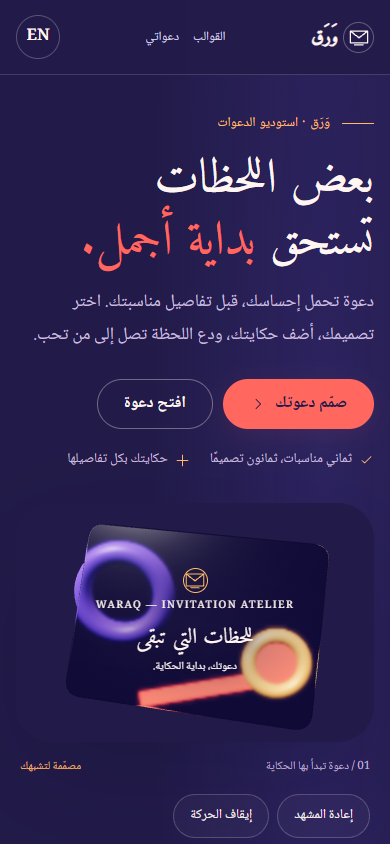 وَرَق
القوالب
دعواتي
EN
وَرَق · استوديو الدعوات
بعض اللحظات
تستحق بداية أجمل.
دعوة تحمل إحساسك، قبل تفاصيل مناسبتك. اختر
تصميمك، أضف حكايتك، ودع اللحظة تصل إلى من تحب.
صمّم دعوتك
افتح دعوة
ثماني مناسبات، ثمانون تصميمًا
حكايتك بكل تفاصيلها
WARAQ — INVITATION ATELIER
للحظات التي تبقى
دعوتك، بداية الحكاية.
01 / دعوة تبدأ بها الحكاية
مصمّمة لتشبهك
إعادة المشهد
إيقاف الحركة